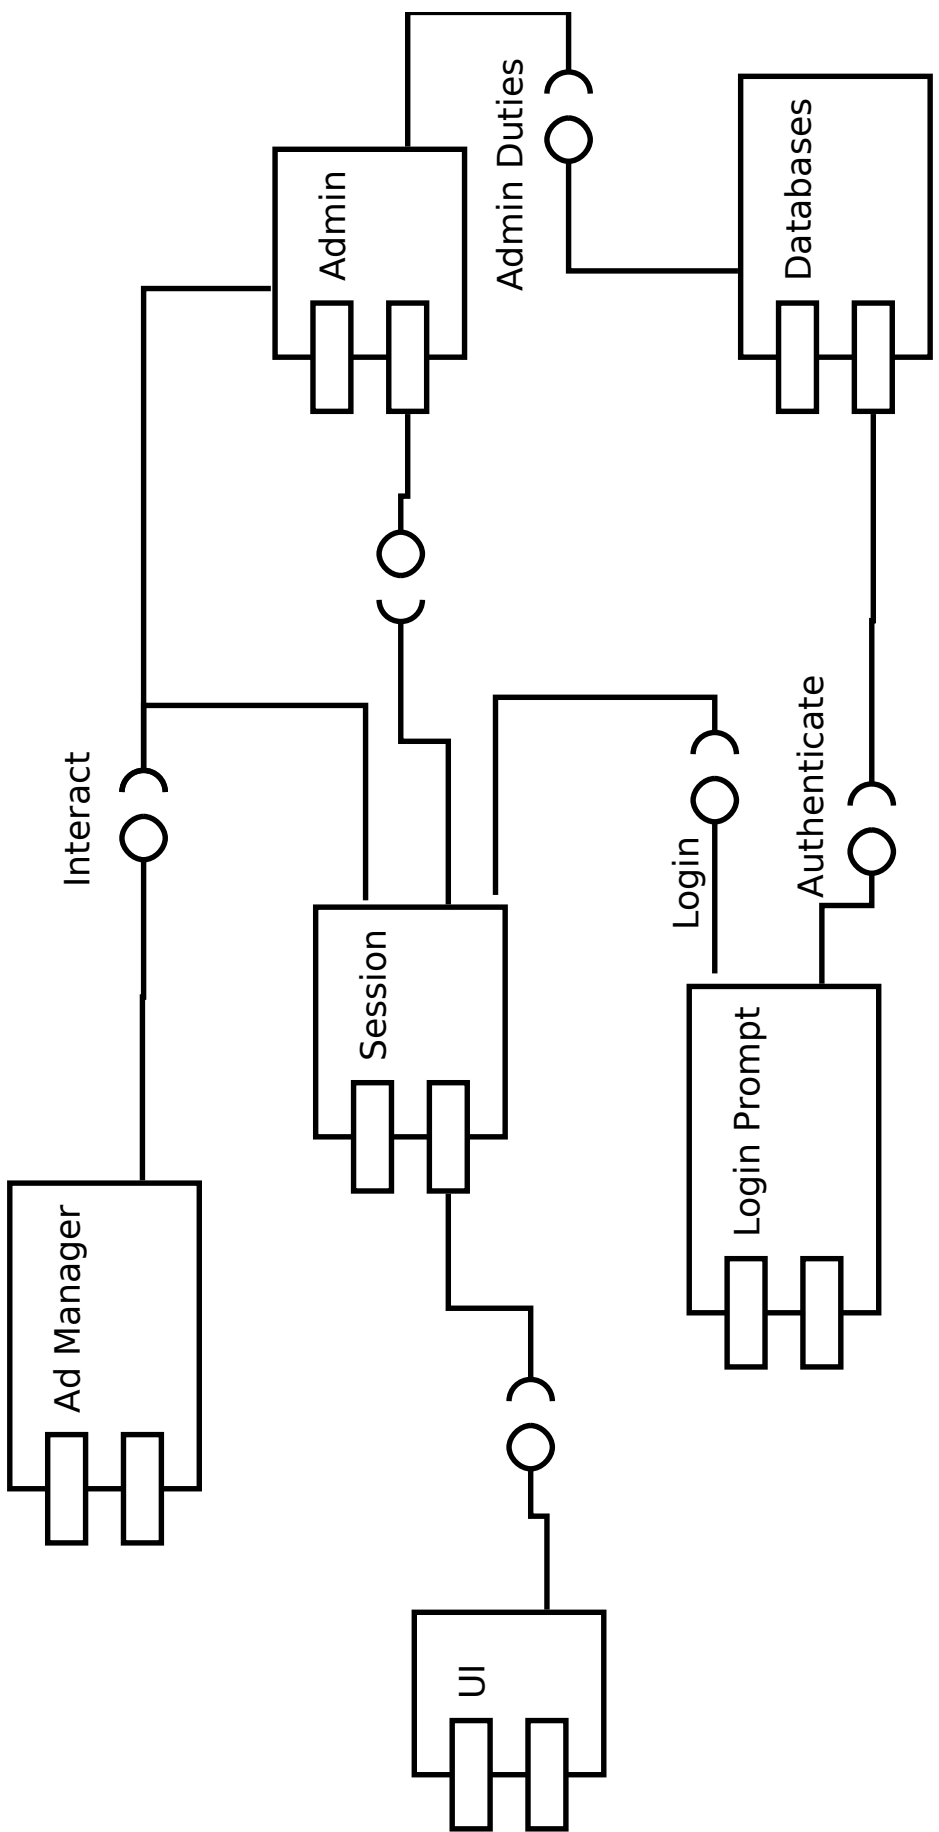 Ad Manager
Interact
Admin
Session
UI
Admin Duties
Login
Login Prompt
Authenticate
Databases